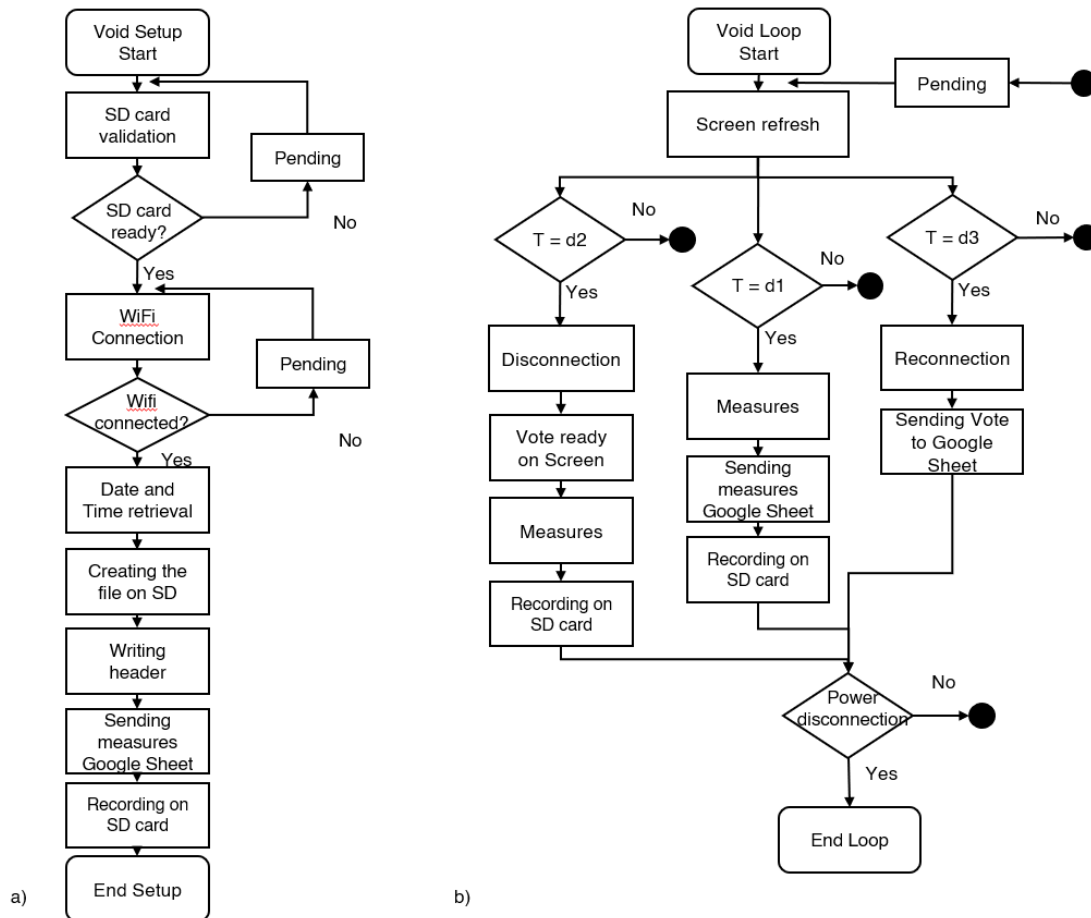 Void Setup
Start
SD card
validation
Pending
SD card
ready?
No
Yes
WiFi
Connection
Pending
Wifi
connected?
No
Yes
Date and
Time retrieval
Creating the
file on SD
Writing
header
Sending
measures
Google Sheet
Recording on
SD card
End Setup
a)
Void Loop
Start
Pending
Screen refresh
T = d2
No
Yes
Disconnection
Vote ready
on Screen
Measures
Recording on
SD card
T = d1
No
Yes
Measures
Sending
measures
Google Sheet
Recording on
SD card
T = d3
No
Yes
Reconnection
Sending Vote
to Google
Sheet
Power
disconnection
No
Yes
End Loop
b)